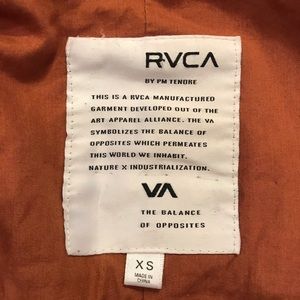 RVCA
BY PM TENORE
THIS IS A RVCA MANUFACTURED
GARMENT DEVELOPED OUT OF THE
ART APPAREL ALLIANCE. THE VA
SYMBOLIZES THE BALANCE OF
OPPOSITES WHICH PERMEATES
THIS WORLD WE INHABIT.
NATURE X INDUSTRIALIZATION.
VA
THE BALANCE
OF OPPOSITES
XS
MADE IN
CHINA